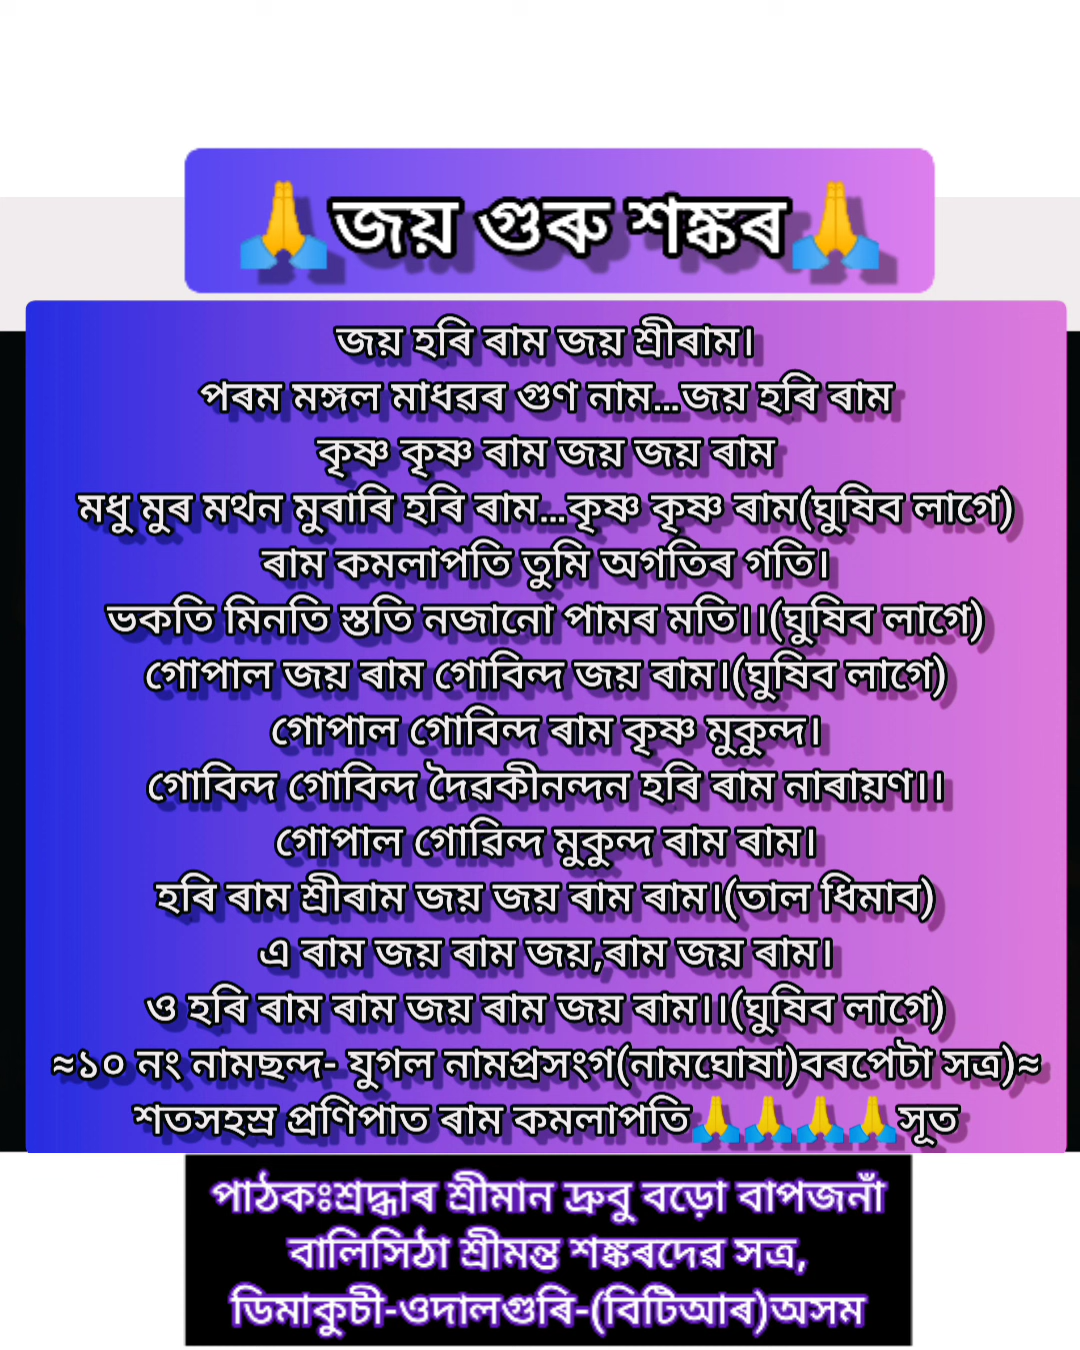 🙏জয় গুৰু শঙ্কৰ🙏
জয় হৰি ৰাম জয় শ্ৰীৰাম।
পৰম মঙ্গল মাধৱৰ গুণ নাম...জয় হৰি ৰাম
কৃষ্ণ কৃষ্ণ ৰাম জয় জয় ৰাম
মধু মুৰ মথন মুৰাৰি হৰি ৰাম...কৃষ্ণ কৃষ্ণ ৰাম(ঘুষিব লাগে)
ৰাম কমলাপতি তুমি অগতিৰ গতি।
ভকতি মিনতি স্তুতি নজানো পামৰ মতি।।(ঘুষিব লাগে)
গোপাল জয় ৰাম গোবিন্দ জয় ৰাম।(ঘুষিব লাগে)
গোপাল গোবিন্দ ৰাম কৃষ্ণ মুকুন্দ।
গোবিন্দ গোবিন্দ দৈৱকীনন্দন হৰি ৰাম নাৰায়ণ।।
গোপাল গোৱিন্দ মুকুন্দ ৰাম ৰাম।
হৰি ৰাম শ্ৰীৰাম জয় জয় ৰাম ৰাম।(তাল ধিমাব)
এ ৰাম জয় ৰাম জয়,ৰাম জয় ৰাম।
ও হৰি ৰাম ৰাম জয় ৰাম জয় ৰাম।।(ঘুষিব লাগে)
≈১০ নং নামছন্দ- যুগল নামপ্ৰসংগ(নামঘোষা)বৰপেটা সত্ৰ)≈
শতসহস্ৰ প্ৰণিপাত ৰাম কমলাপতি🙏🙏🙏🙏সূত
পাঠকঃশ্ৰদ্ধাৰ শ্ৰীমান দ্ৰুবু বড়ো বাপজনাঁ
বালিসিঠা শ্ৰীমন্ত শঙ্কৰদেৱ সত্ৰ,
ডিমাকুচী-ওদালগুৰি-(বিটিআৰ)অসম